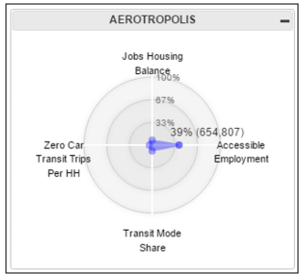 AEROTROPOLIS
Jobs Housing
Balance
100%
67%
33%
39% (654,807)
Zero Car
Transit Trips
Per HH
Accessible
Employment
Transit Mode
Share